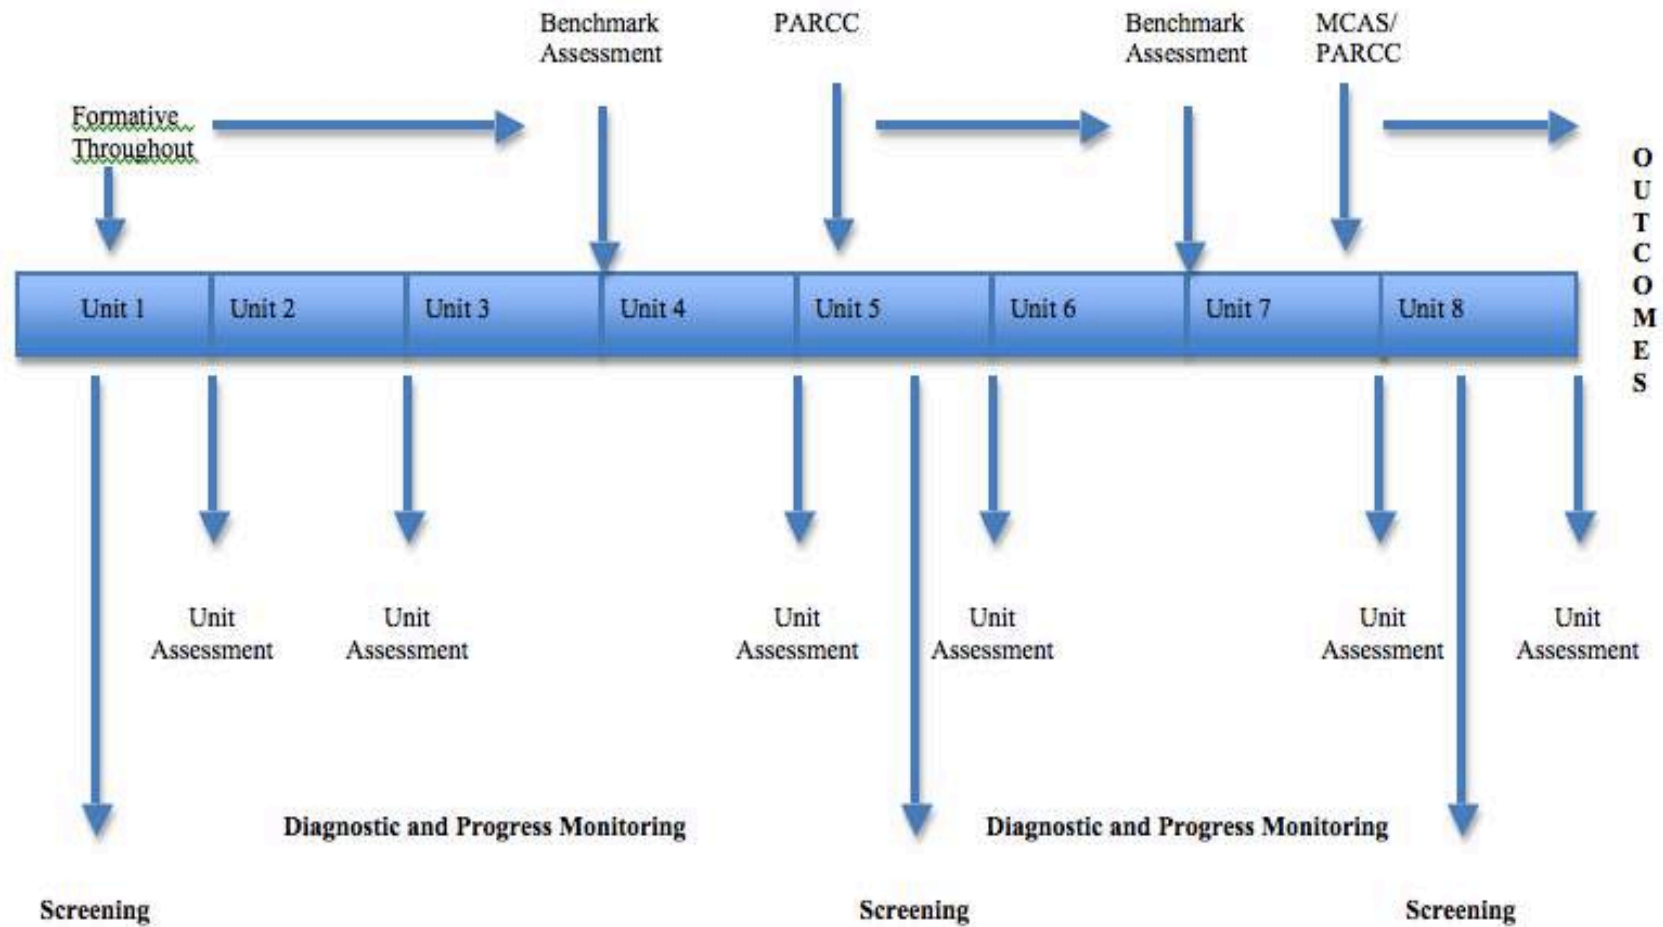 Benchmark
Assessment
PARCC
Benchmark
Assessment
MCAS/
PARCC
Formative
Throughout
O
U
T
C
O
M
E
S
Unit 1
Unit 2
Unit 3
Unit 4
Unit 5
Unit 6
Unit 7
Unit 8
Unit
Assessment
Unit
Assessment
Unit
Assessment
Unit
Assessment
Unit
Assessment
Unit
Assessment
Diagnostic and Progress Monitoring
Diagnostic and Progress Monitoring
Screening
Screening
Screening